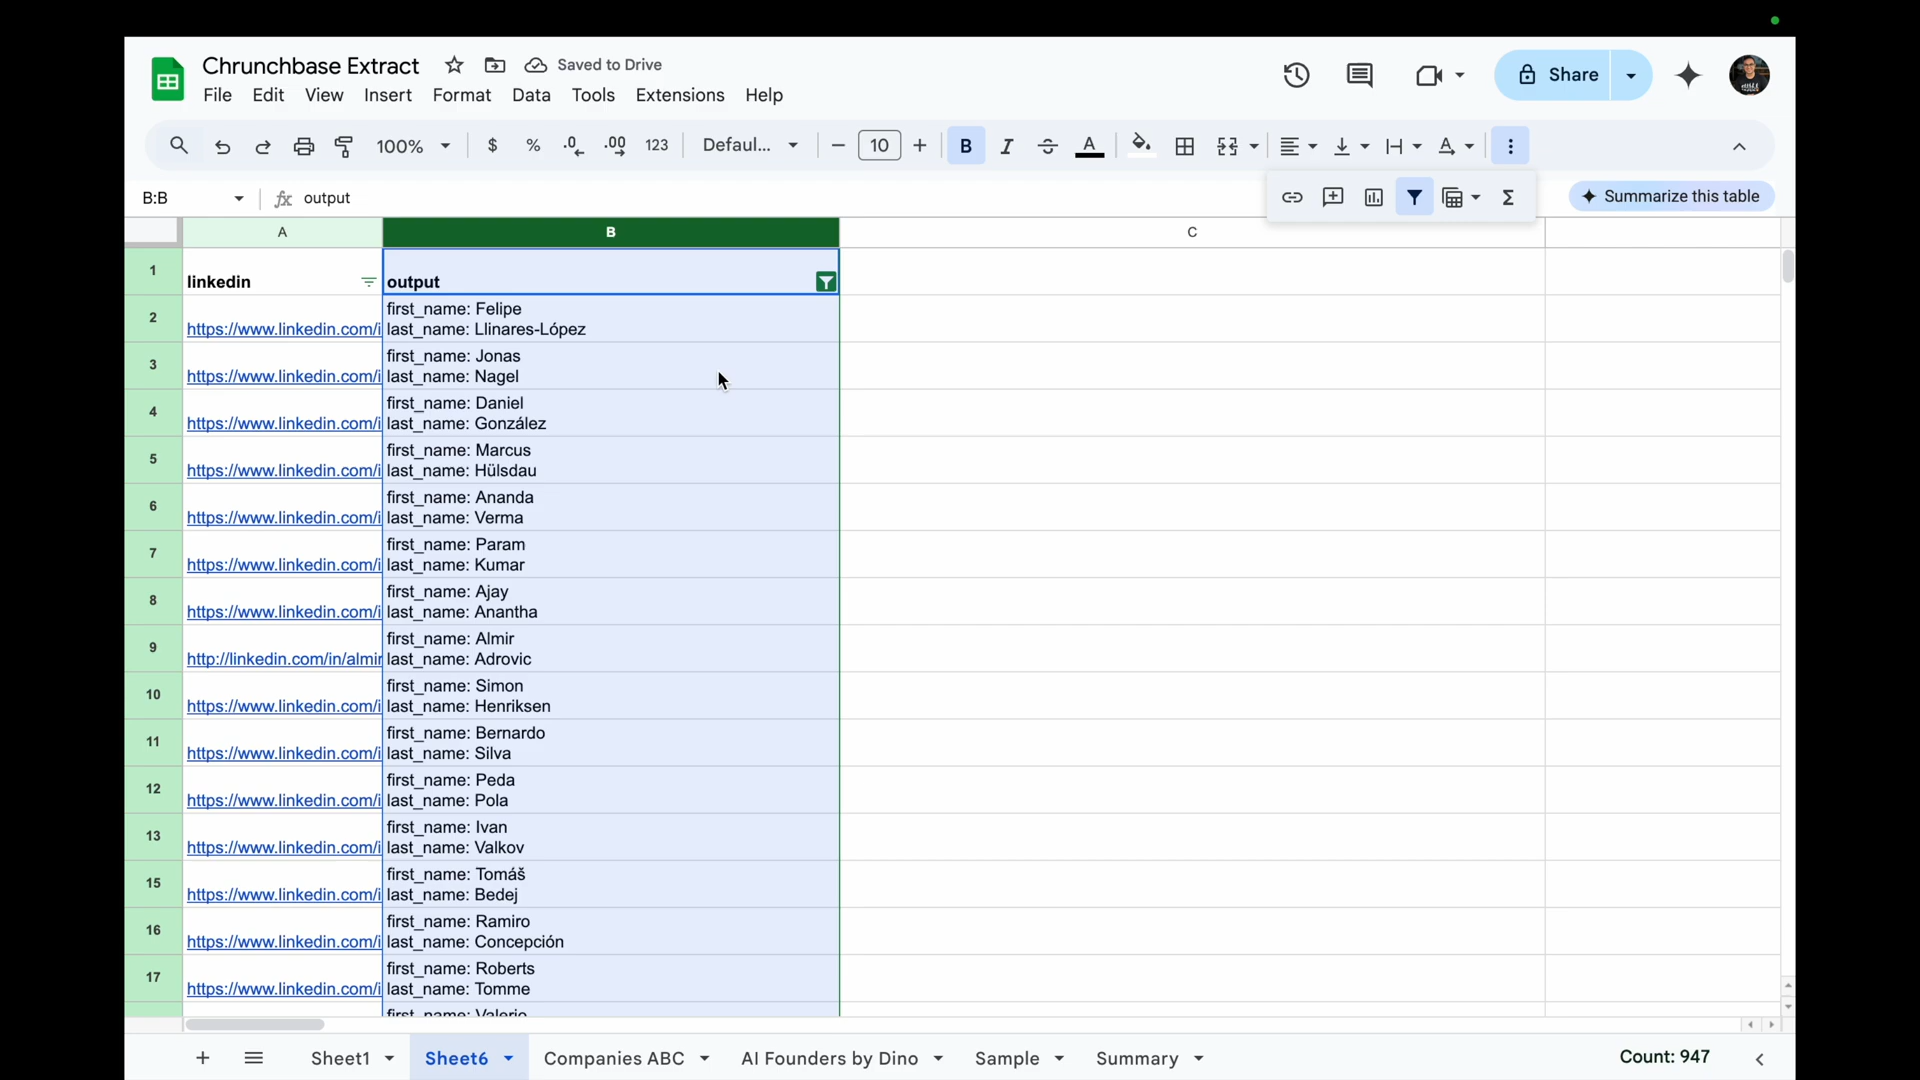 Chrunchbase Extract
Saved to Drive
File Edit View Insert Format Data Tools Extensions Help
Share
100% $ % .0 .00 123 Defaul... 10 B I S A
B:B fx output
Summarize this table
A B C
1 linkedin output
2 https://www.linkedin.com/i first_name: Felipe
last_name: Llinares-López
3 https://www.linkedin.com/i first_name: Jonas
last_name: Nagel
4 https://www.linkedin.com/i first_name: Daniel
last_name: González
5 https://www.linkedin.com/i first_name: Marcus
last_name: Hülsdau
6 https://www.linkedin.com/i first_name: Ananda
last_name: Verma
7 https://www.linkedin.com/i first_name: Param
last_name: Kumar
8 https://www.linkedin.com/i first_name: Ajay
last_name: Anantha
9 http://linkedin.com/in/almir first_name: Almir
last_name: Adrovic
10 https://www.linkedin.com/i first_name: Simon
last_name: Henriksen
11 https://www.linkedin.com/i first_name: Bernardo
last_name: Silva
12 https://www.linkedin.com/i first_name: Peda
last_name: Pola
13 https://www.linkedin.com/i first_name: Ivan
last_name: Valkov
15 https://www.linkedin.com/i first_name: Tomáš
last_name: Bedej
16 https://www.linkedin.com/i first_name: Ramiro
last_name: Concepción
17 https://www.linkedin.com/i first_name: Roberts
last_name: Tomme
first_name: Valerio
Sheet1 Sheet6 Companies ABC AI Founders by Dino Sample Summary Count: 947